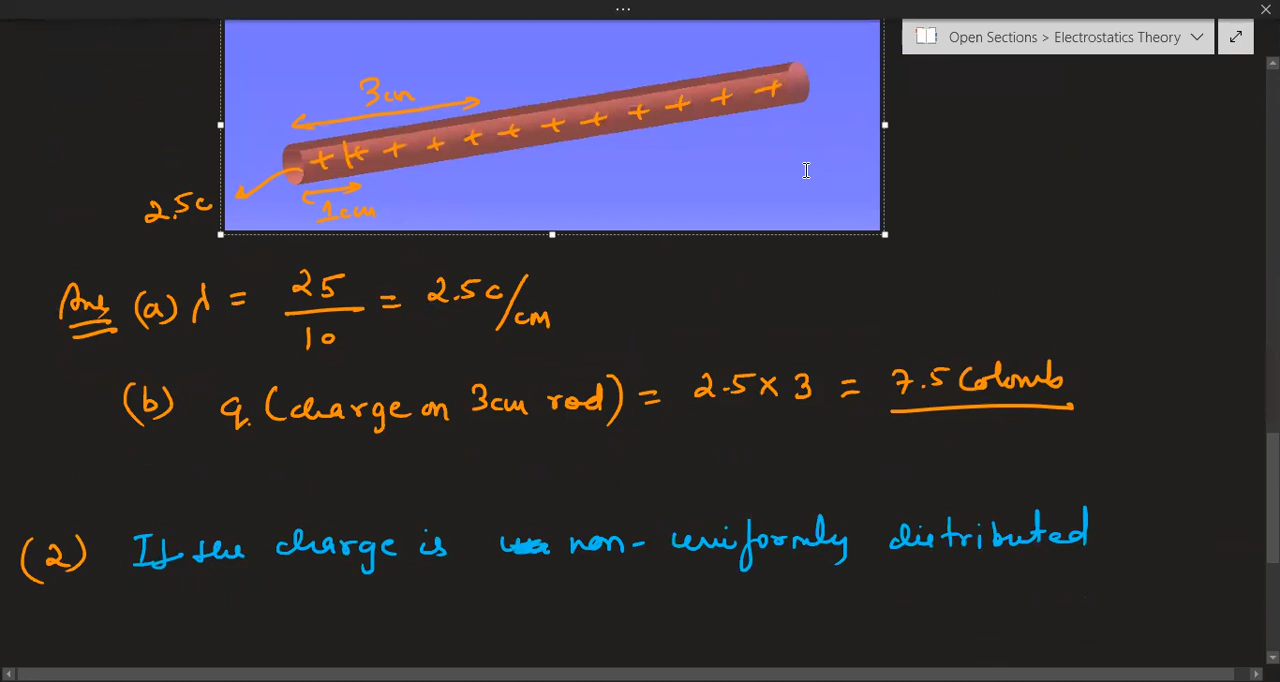 Open Sections > Electrostatics Theory
3cm
2.5c
1cm
Ans (a) λ = 25/10 = 2.5c/cm
(b) q (charge on 3cm rod) = 2.5 × 3 = 7.5 Colomb
(2) If the charge is non-uniformly distributed